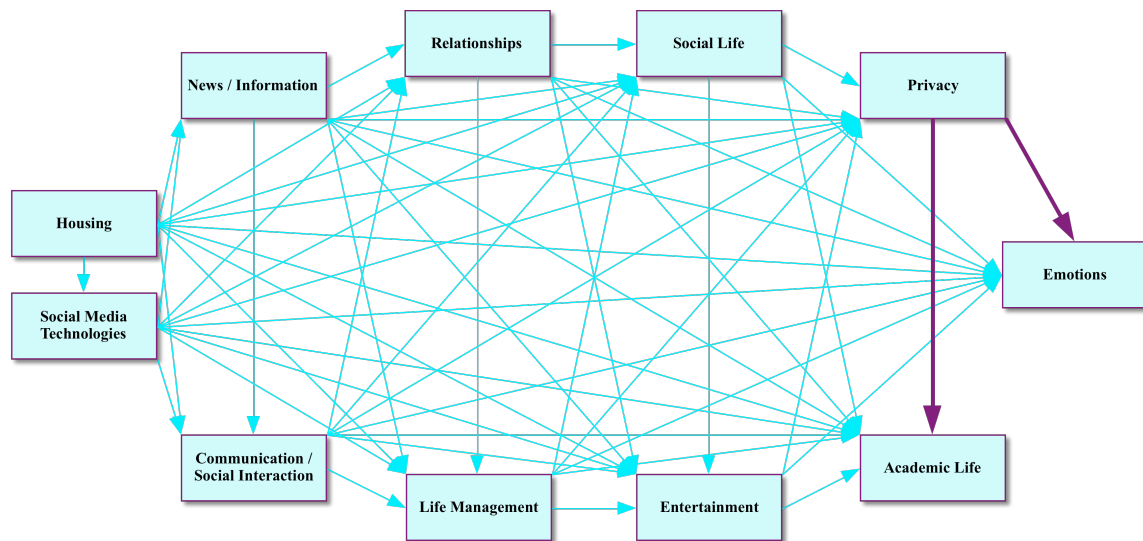 Relationships
Social Life
News / Information
Privacy
Housing
Emotions
Social Media
Technologies
Communication /
Social Interaction
Academic Life
Life Management
Entertainment